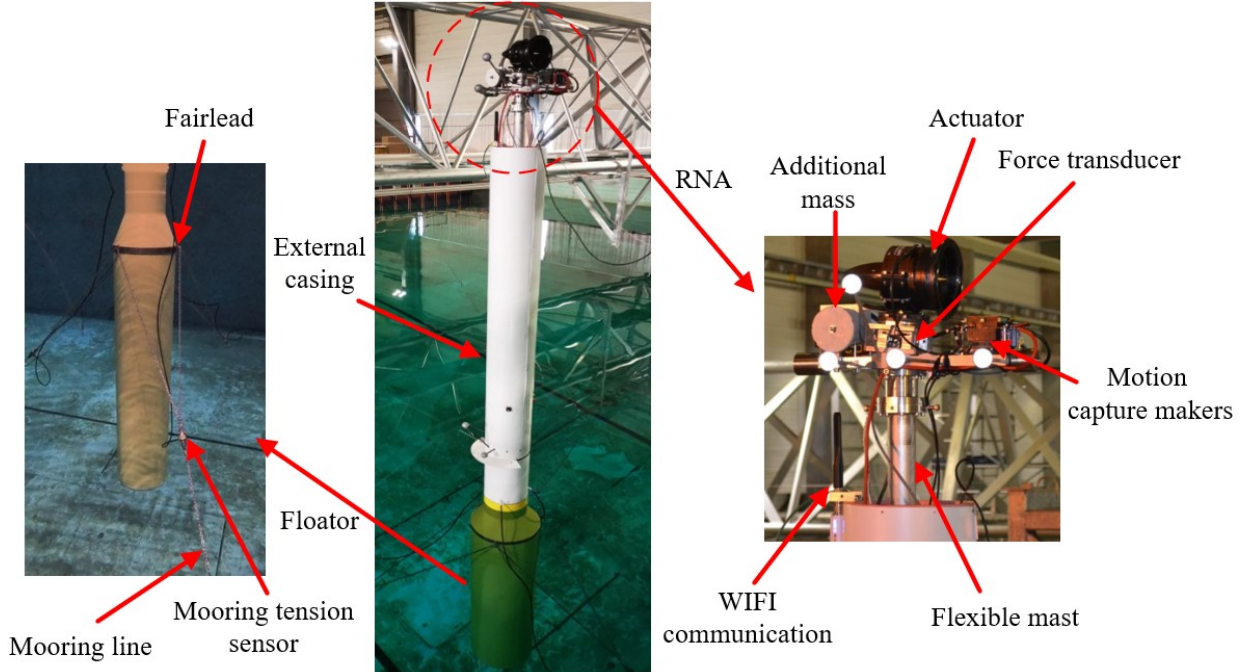 Fairlead
External
casing
Floator
Mooring line
Mooring tension
sensor
RNA
Additional
mass
Actuator
Force transducer
Motion
capture makers
WIFI
communication
Flexible mast